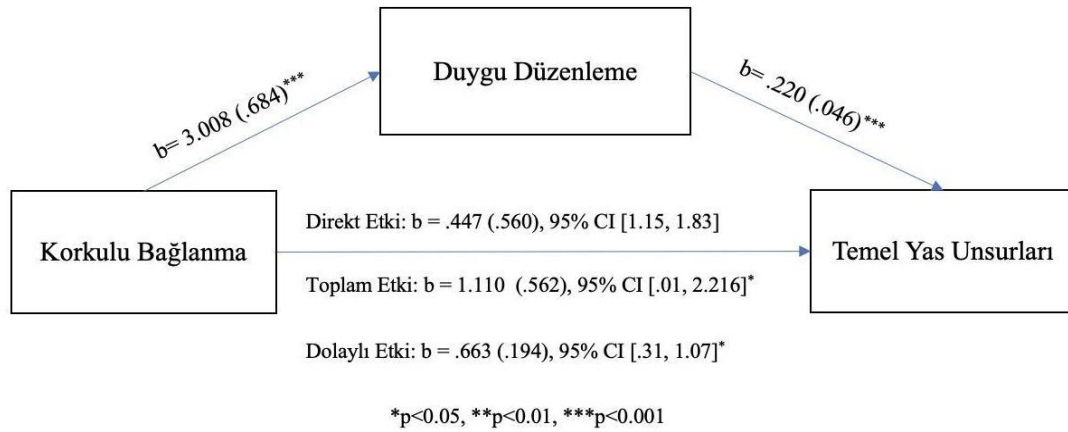 Duygu Düzenleme
b= 3.008 (.684)***
b= .220 (.046)***
Korkulu Bağlanma
Direkt Etki: b = .447 (.560), 95% CI [1.15, 1.83]
Temel Yas Unsurları
Toplam Etki: b = 1.110 (.562), 95% CI [.01, 2.216]*
Dolaylı Etki: b = .663 (.194), 95% CI [.31, 1.07]*
*p<0.05, **p<0.01, ***p<0.001